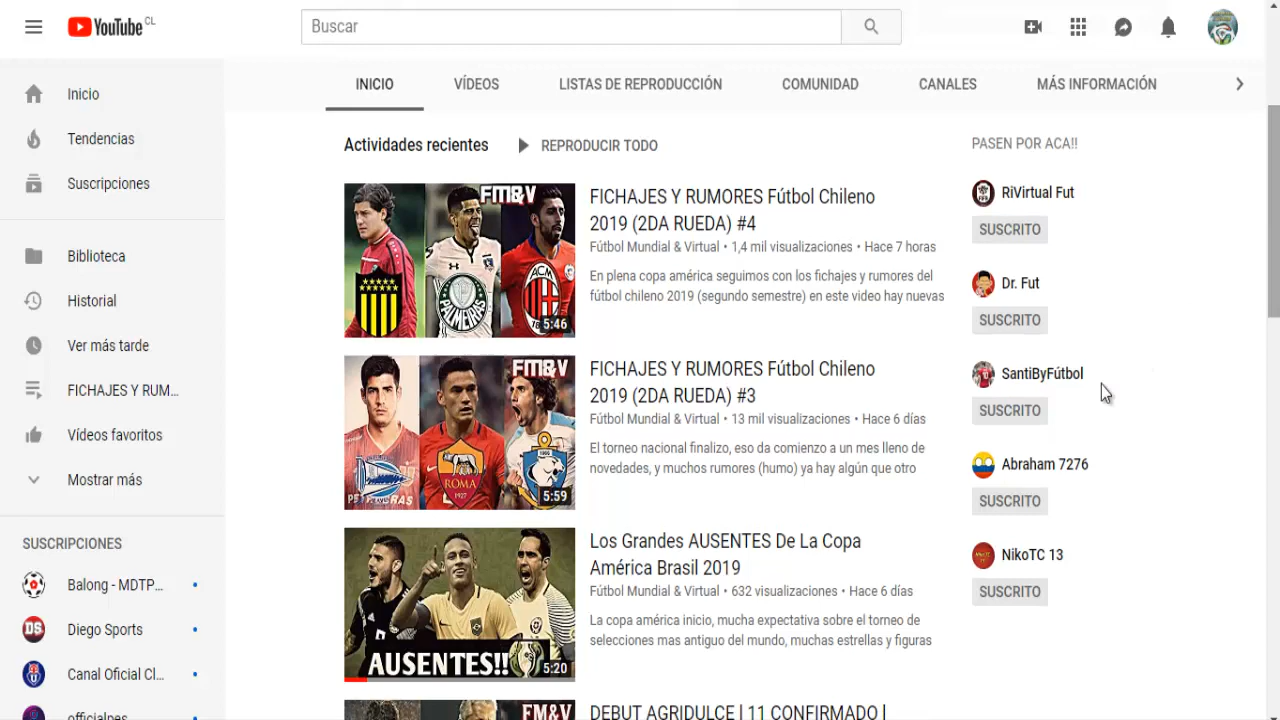 YouTube CL
Buscar
INICIO VÍDEOS LISTAS DE REPRODUCCIÓN COMUNIDAD CANALES MÁS INFORMACIÓN
Inicio
Tendencias
Suscripciones
Biblioteca
Historial
Ver más tarde
FICHAJES Y RUM...
Vídeos favoritos
Mostrar más
SUSCRIPCIONES
Balong - MDTP...
Diego Sports
Canal Oficial Cl...
officialpes
Actividades recientes REPRODUCIR TODO
FM&V
PALMEIRAS
ACM
5:46
FICHAJES Y RUMORES Fútbol Chileno
2019 (2DA RUEDA) #4
Fútbol Mundial & Virtual • 1,4 mil visualizaciones • Hace 7 horas
En plena copa américa seguimos con los fichajes y rumores del
fútbol chileno 2019 (segundo semestre) en este video hay nuevas
FM&V
ROMA
1927
5:59
FICHAJES Y RUMORES Fútbol Chileno
2019 (2DA RUEDA) #3
Fútbol Mundial & Virtual • 13 mil visualizaciones • Hace 6 días
El torneo nacional finalizo, eso da comienzo a un mes lleno de
novedades, y muchos rumores (humo) ya hay algún que otro
AUSENTES!!
5:20
Los Grandes AUSENTES De La Copa
América Brasil 2019
Fútbol Mundial & Virtual • 632 visualizaciones • Hace 6 días
La copa américa inicio, mucha expectativa sobre el torneo de
selecciones mas antiguo del mundo, muchas estrellas y figuras
FM&V
DEBUT AGRIDULCE | 11 CONFIRMADO |
PASEN POR ACA!!
RiVirtual Fut
SUSCRITO
Dr. Fut
SUSCRITO
SantiByFútbol
SUSCRITO
Abraham 7276
SUSCRITO
NikoTC 13
SUSCRITO